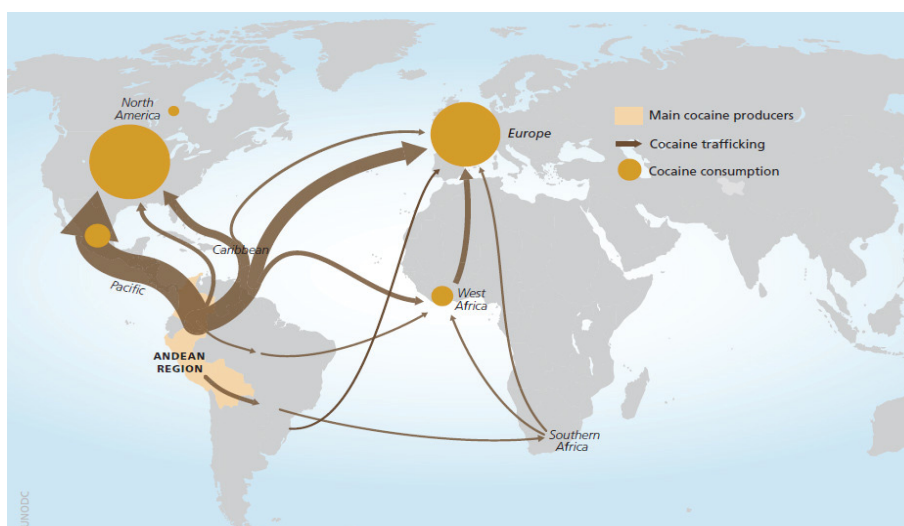 North
America
Europe
Main cocaine producers
Cocaine trafficking
Cocaine consumption
Caribbean
Pacific
West
Africa
ANDEAN
REGION
Southern
Africa
UNODC